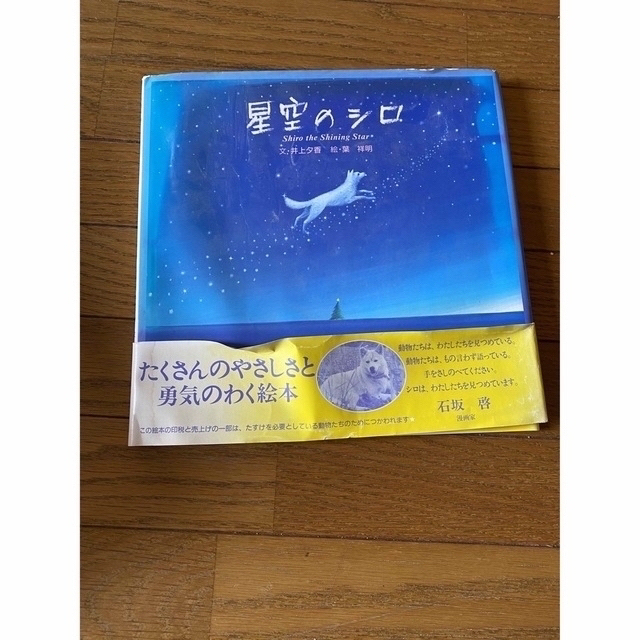 星空のシロ
Shiro the Shining Star
文・井上夕香 絵・葉 祥明
たくさんのやさしさと
勇気のわく絵本
動物たちは、わたしたちを見つめている。
動物たちは、もの言わず語っている。
手をさしのべてください。
シロは、わたしたちを見つめています。
石坂 啓
漫画家
この絵本の印税と売上げの一部は、たすけを必要としている動物たちのためにつかわれます